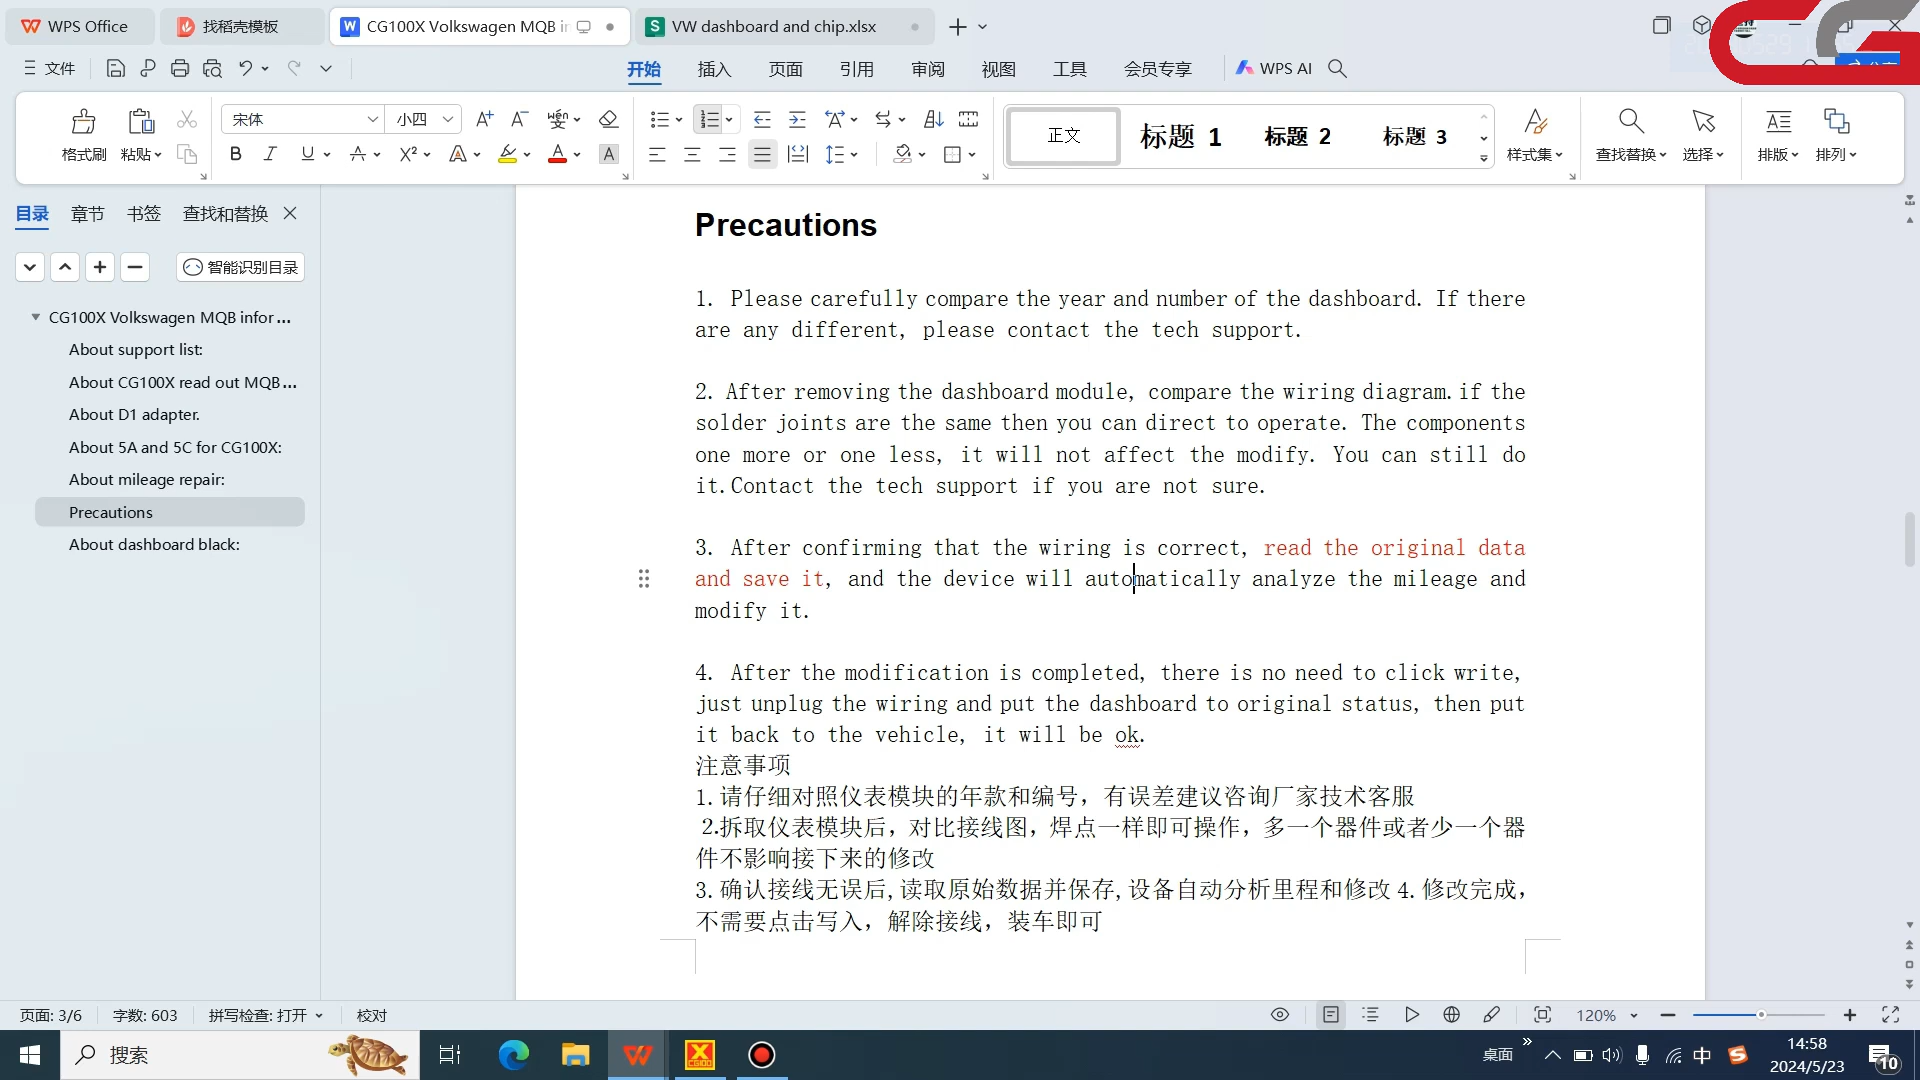 WPS Office
找稻壳模板
CG100X Volkswagen MQB in
VW dashboard and chip.xlsx
文件
开始
插入
页面
引用
审阅
视图
工具
会员专享
WPS AI
格式刷
粘贴
宋体
小四
正文
标题 1
标题 2
标题 3
样式集
查找替换
选择
排版
排列
目录
章节
书签
查找和替换
智能识别目录
CG100X Volkswagen MQB infor...
About support list:
About CG100X read out MQB...
About D1 adapter.
About 5A and 5C for CG100X:
About mileage repair:
Precautions
About dashboard black:
Precautions
1. Please carefully compare the year and number of the dashboard. If there
are any different, please contact the tech support.
2. After removing the dashboard module, compare the wiring diagram.if the
solder joints are the same then you can direct to operate. The components
one more or one less, it will not affect the modify. You can still do
it.Contact the tech support if you are not sure.
3. After confirming that the wiring is correct, read the original data
and save it, and the device will automatically analyze the mileage and
modify it.
4. After the modification is completed, there is no need to click write,
just unplug the wiring and put the dashboard to original status, then put
it back to the vehicle, it will be ok.
注意事项
1.请仔细对照仪表模块的年款和编号，有误差建议咨询厂家技术客服
2.拆取仪表模块后，对比接线图，焊点一样即可操作，多一个器件或者少一个器
件不影响接下来的修改
3.确认接线无误后,读取原始数据并保存,设备自动分析里程和修改 4.修改完成，
不需要点击写入，解除接线，装车即可
页面: 3/6
字数: 603
拼写检查: 打开
校对
120%
搜索
桌面
中
14:58
2024/5/23
10